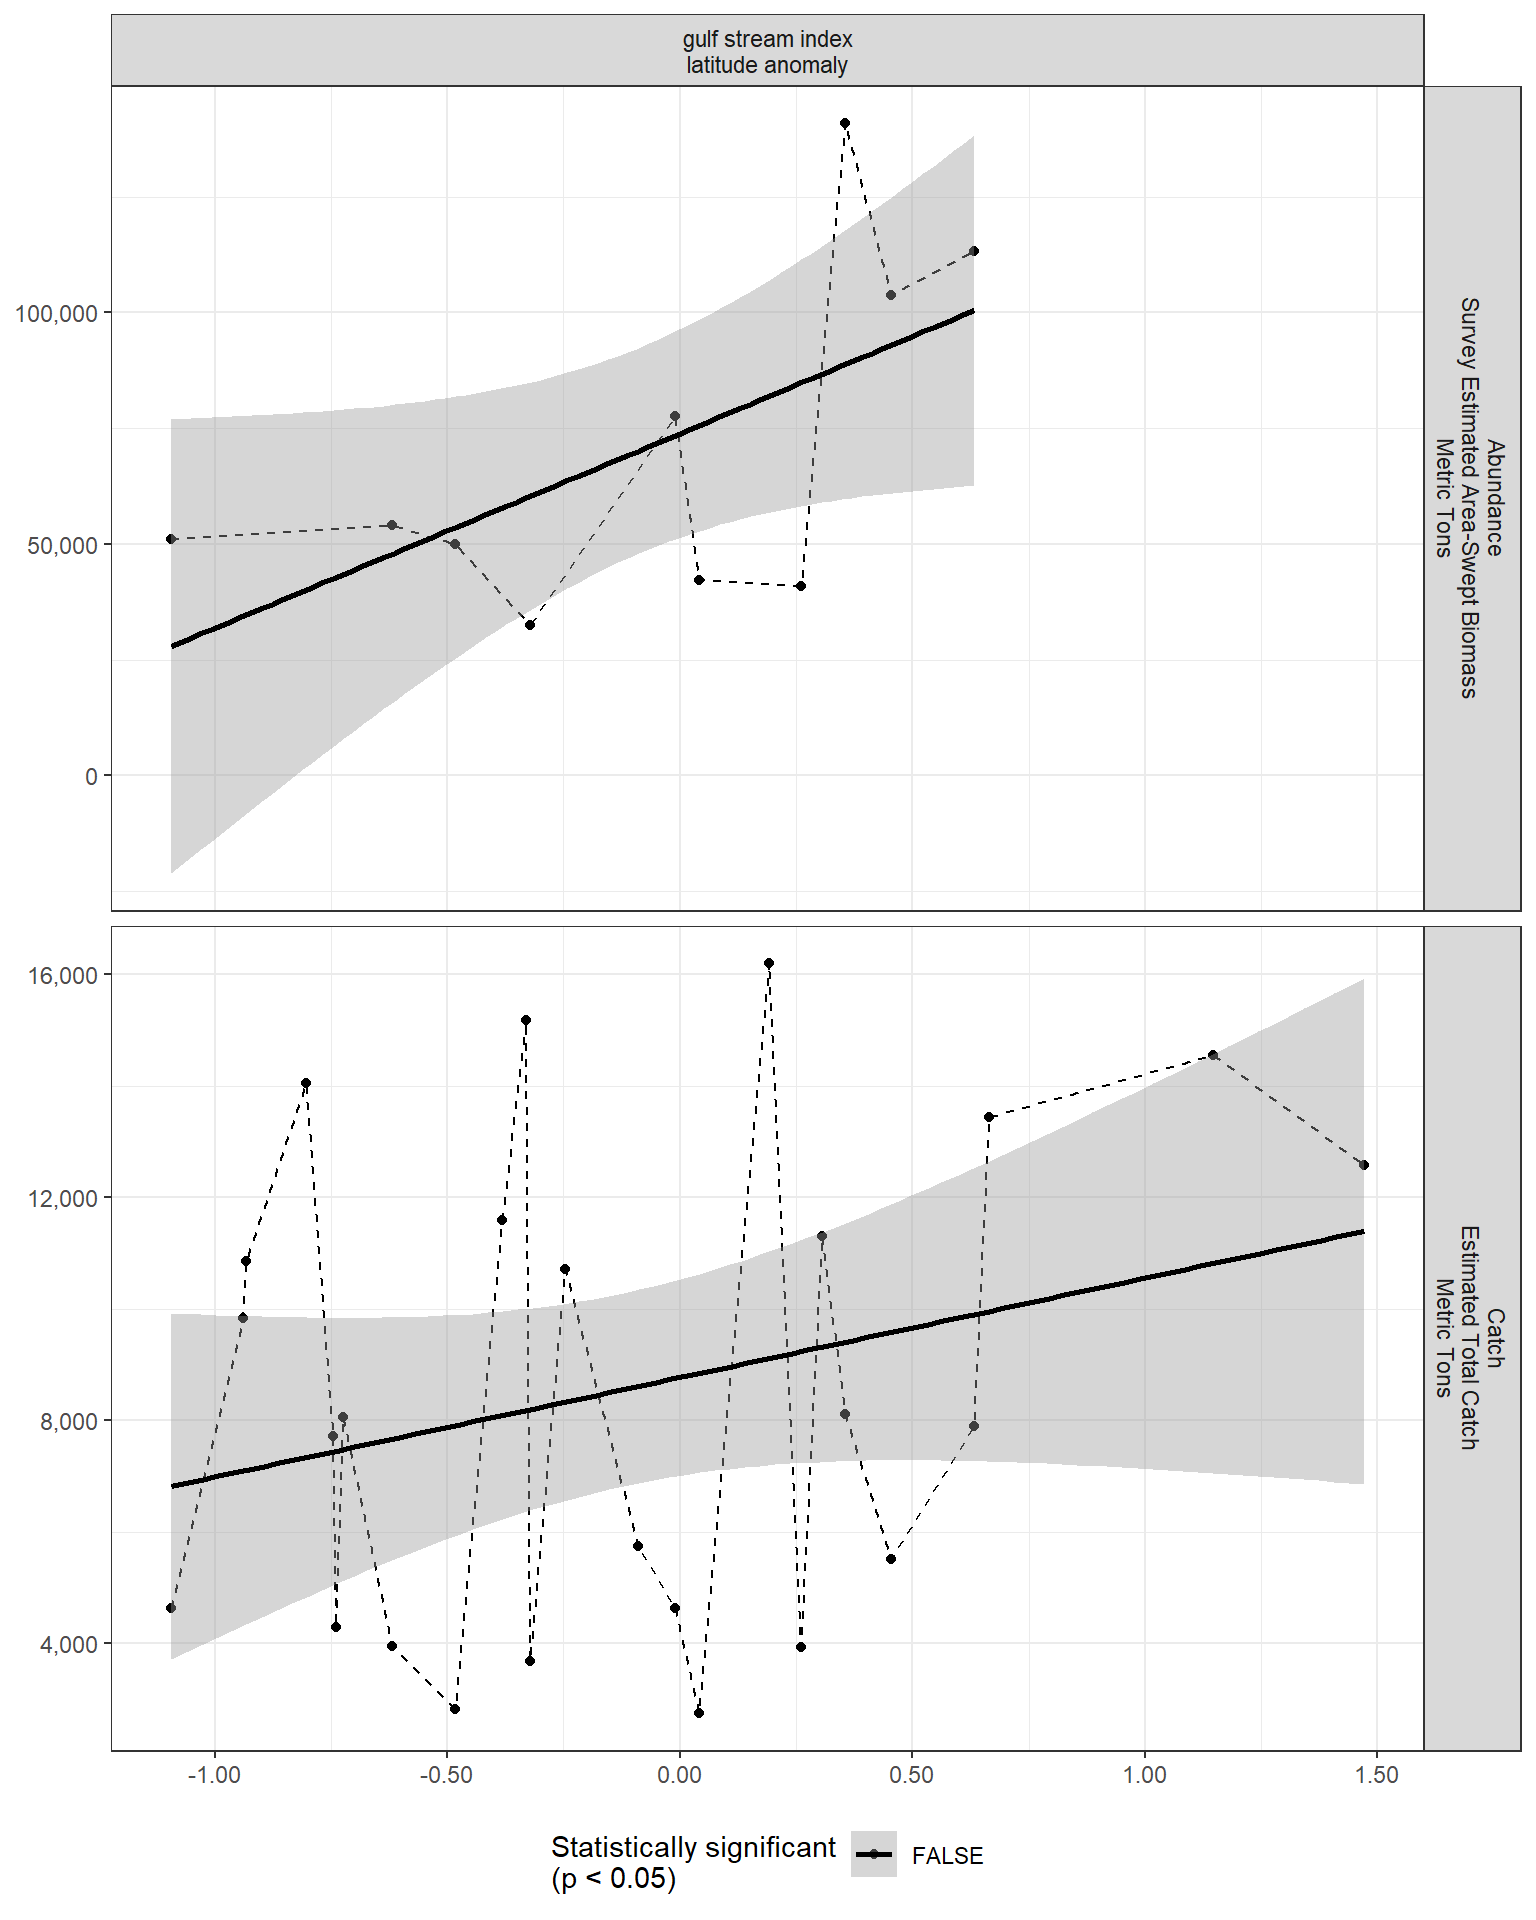 gulf stream index
latitude anomaly
100,000
50,000
0
Abundance
Survey Estimated Area-Swept Biomass
Metric Tons
16,000
12,000
8,000
4,000
Catch
Estimated Total Catch
Metric Tons
-1.00 -0.50 0.00 0.50 1.00 1.50
Statistically significant
(p < 0.05)
FALSE